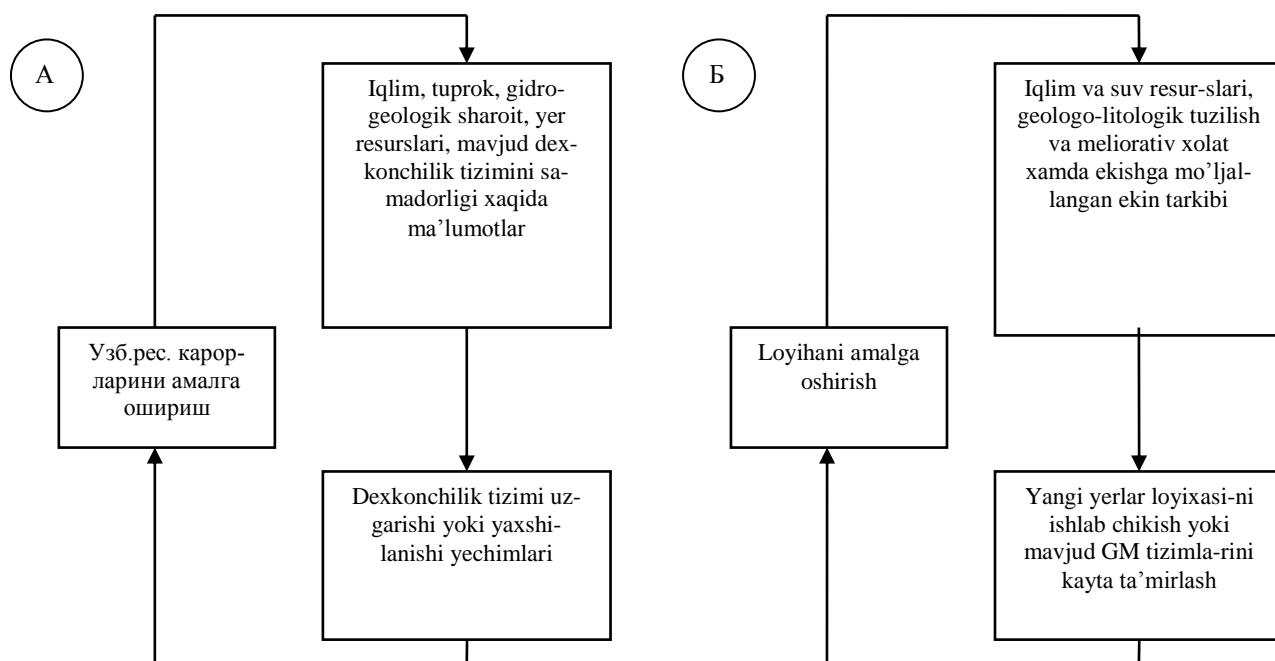 А
Iqlim, tuprok, gidro-
geologik sharoit, yer
resurslari, mavjud dex-
konchilik tizimini sa-
madorligi xaqida
ma’lumotlar
Узб.рес. карор-
ларини амалга
ошириш
Dexkonchilik tizimi uz-
garishi yoki yaxshi-
lanishi yechimlari
Б
Iqlim va suv resur-slari,
geologo-litologik tuzilish
va meliorativ xolat
xamda ekishga mo’ljal-
langan ekin tarkibi
Loyihani amalga
oshirish
Yangi yerlar loyixasi-ni
ishlab chikish yoki
mavjud GM tizimla-rini
kayta ta’mirlash